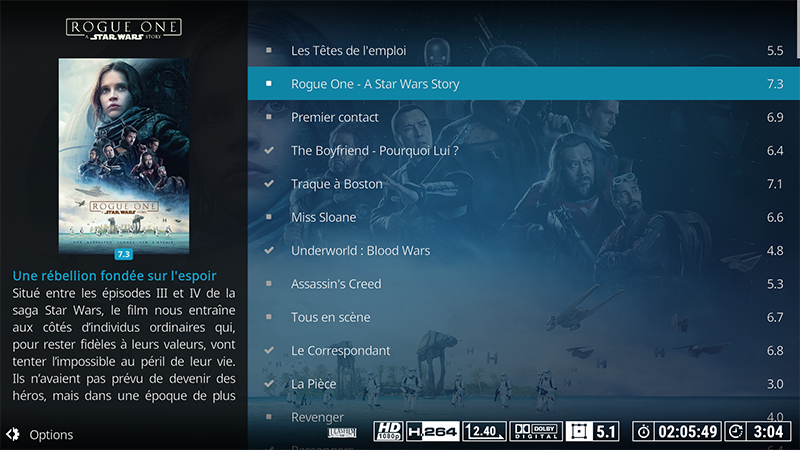 ROGUE ONE
A STAR WARS STORY
ROGUE ONE
A STAR WARS STORY
7.3
Une rébellion fondée sur l'espoir
Situé entre les épisodes III et IV de la
saga Star Wars, le film nous entraîne
aux côtés d'individus ordinaires qui,
pour rester fidèles à leurs valeurs, vont
tenter l'impossible au péril de leur vie.
Ils n'avaient pas prévu de devenir des
héros, mais dans une époque de plus
Options
Les Têtes de l'emploi 5.5
Rogue One - A Star Wars Story 7.3
Premier contact 6.9
The Boyfriend - Pourquoi Lui ? 6.4
Traque à Boston 7.1
Miss Sloane 6.6
Underworld : Blood Wars 4.8
Assassin's Creed 5.3
Tous en scène 6.7
Le Correspondant 6.8
La Pièce 3.0
Revenger 4.0
Passengers 6.4
LUCASFILM
HD 1080p H.264 2.40 DOLBY DIGITAL 5.1 02:05:49 3:04